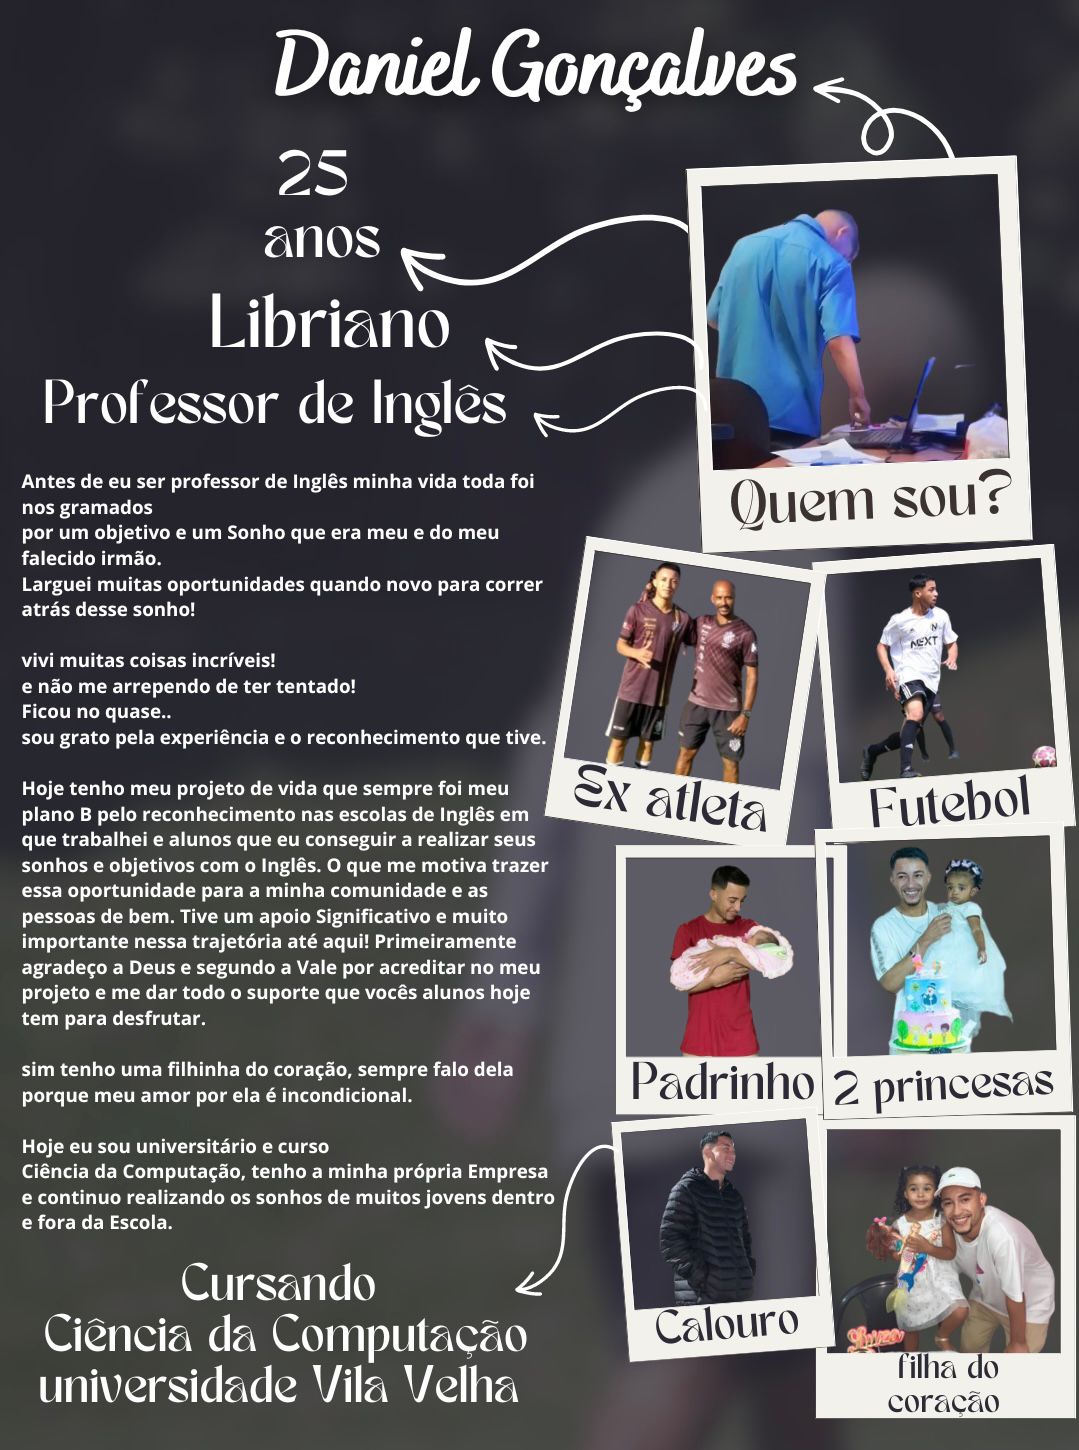 Daniel Gonçalves
25
anos
Libriano
Professor de Inglês
Quem sou?
Antes de eu ser professor de Inglês minha vida toda foi
nos gramados
por um objetivo e um Sonho que era meu e do meu
falecido irmão.
Larguei muitas oportunidades quando novo para correr
atrás desse sonho!
vivi muitas coisas incríveis!
e não me arrependo de ter tentado!
Ficou no quase..
sou grato pela experiência e o reconhecimento que tive.
Hoje tenho meu projeto de vida que sempre foi meu
plano B pelo reconhecimento nas escolas de Inglês em
que trabalhei e alunos que eu conseguir a realizar seus
sonhos e objetivos com o Inglês. O que me motiva trazer
essa oportunidade para a minha comunidade e as
pessoas de bem. Tive um apoio Significativo e muito
importante nessa trajetória até aqui! Primeiramente
agradeço a Deus e segundo a Vale por acreditar no meu
projeto e me dar todo o suporte que vocês alunos hoje
tem para desfrutar.
sim tenho uma filhinha do coração, sempre falo dela
porque meu amor por ela é incondicional.
Hoje eu sou universitário e curso
Ciência da Computação, tenho a minha própria Empresa
e continuo realizando os sonhos de muitos jovens dentro
e fora da Escola.
Cursando
Ciência da Computação
universidade Vila Velha
NEXT
Ex atleta
Futebol
Padrinho
2 princesas
Calouro
filha do
coração